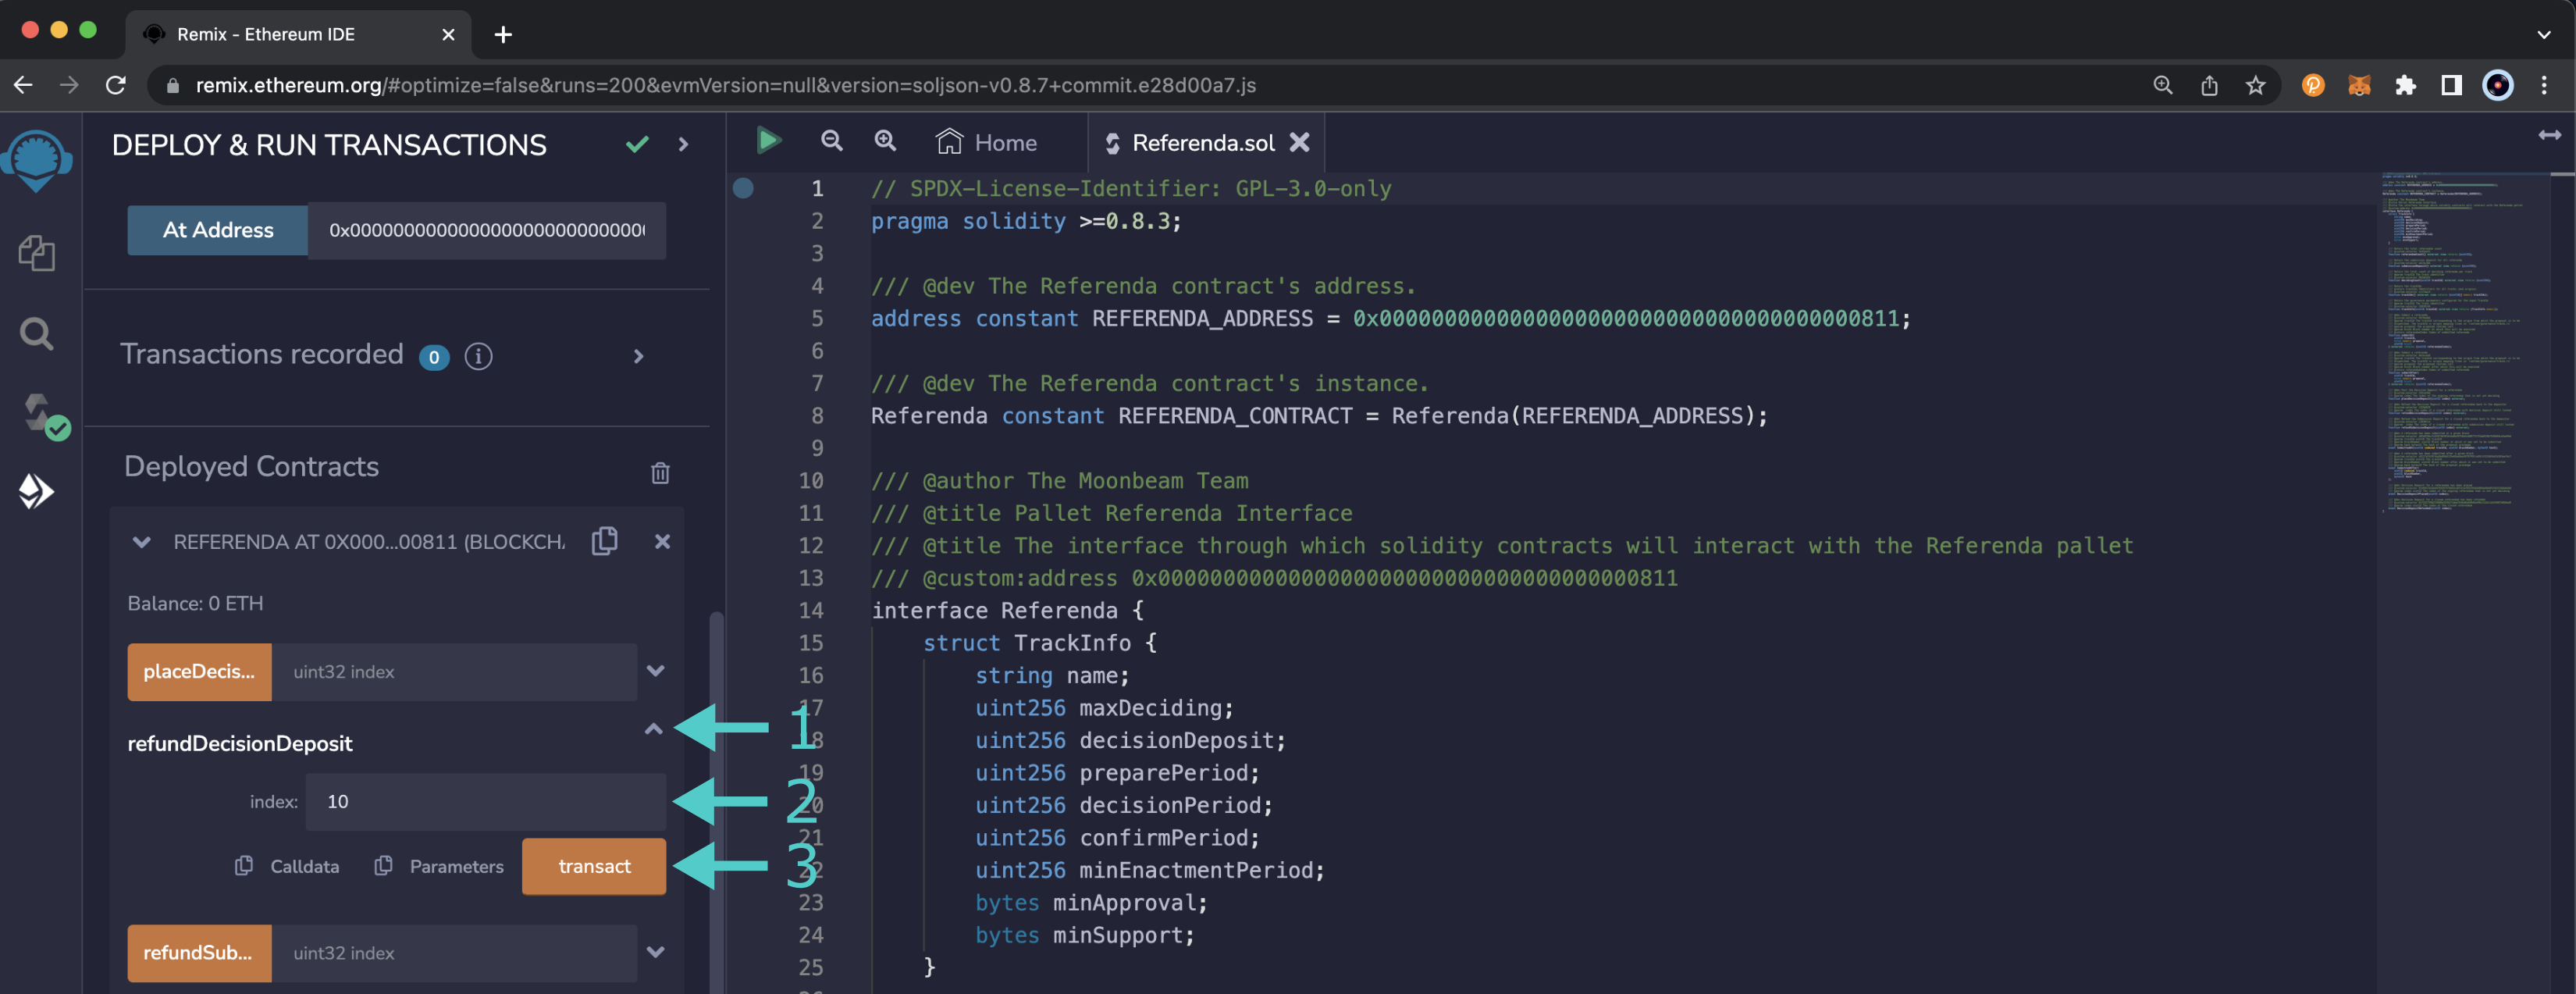 Remix - Ethereum IDE
remix.ethereum.org/#optimize=false&runs=200&evmVersion=null&version=soljson-v0.8.7+commit.e28d00a7.js
DEPLOY & RUN TRANSACTIONS
At Address
Transactions recorded 0 i
Deployed Contracts
REFERENDA AT 0X000...00811 (BLOCKCHA
Balance: 0 ETH
placeDecis... uint32 index
refundDecisionDeposit
index: 10
Calldata Parameters transact
refundSub... uint32 index
1
2
3
Home Referenda.sol
1 // SPDX-License-Identifier: GPL-3.0-only
2 pragma solidity >=0.8.3;
3
4 /// @dev The Referenda contract's address.
5 address constant REFERENDA_ADDRESS = 0x0000000000000000000000000000000000000811;
6
7 /// @dev The Referenda contract's instance.
8 Referenda constant REFERENDA_CONTRACT = Referenda(REFERENDA_ADDRESS);
9
10 /// @author The Moonbeam Team
11 /// @title Pallet Referenda Interface
12 /// @title The interface through which solidity contracts will interact with the Referenda pallet
13 /// @custom:address 0x0000000000000000000000000000000000000811
14 interface Referenda {
15 struct TrackInfo {
16 string name;
17 uint256 maxDeciding;
18 uint256 decisionDeposit;
19 uint256 preparePeriod;
20 uint256 decisionPeriod;
21 uint256 confirmPeriod;
22 uint256 minEnactmentPeriod;
23 bytes minApproval;
24 bytes minSupport;
25 }